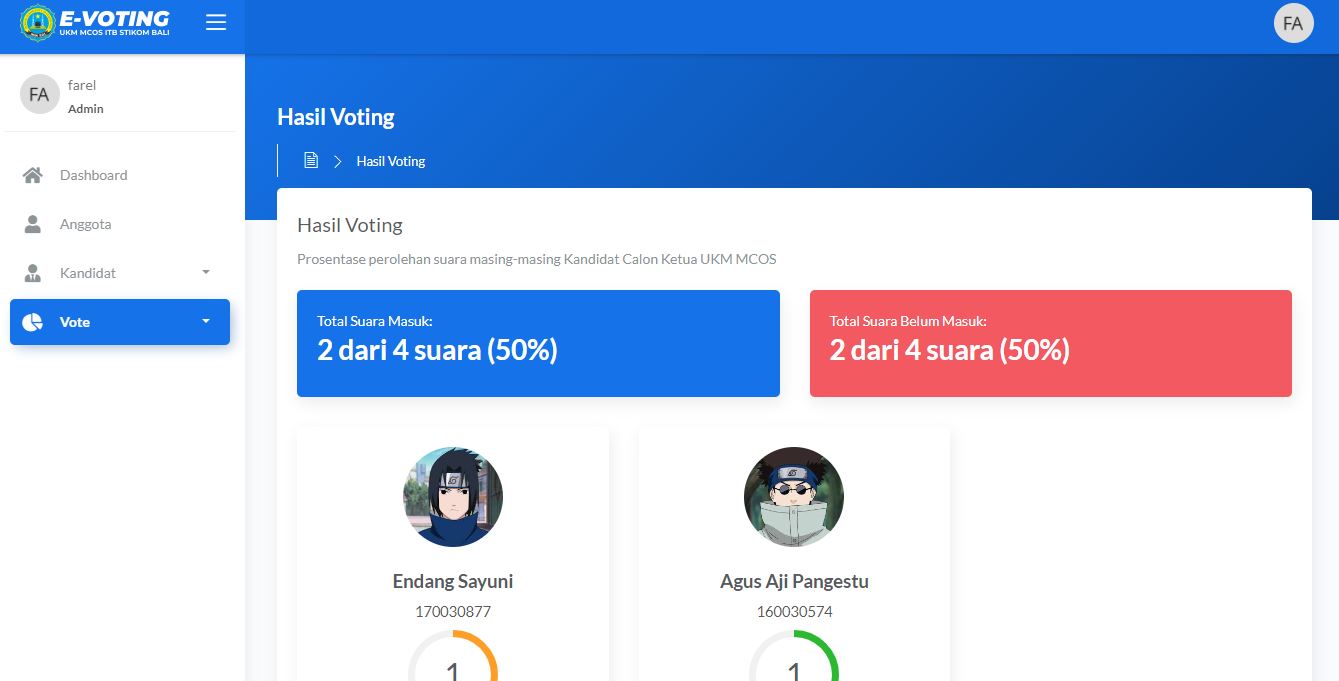 E-VOTING
UKM MCOS ITB STIKOM BALI
FA
FA
farel
Admin
Dashboard
Anggota
Kandidat
Vote
Hasil Voting
Hasil Voting
Hasil Voting
Prosentase perolehan suara masing-masing Kandidat Calon Ketua UKM MCOS
Total Suara Masuk:
2 dari 4 suara (50%)
Total Suara Belum Masuk:
2 dari 4 suara (50%)
Endang Sayuni
170030877
1
Agus Aji Pangestu
160030574
1